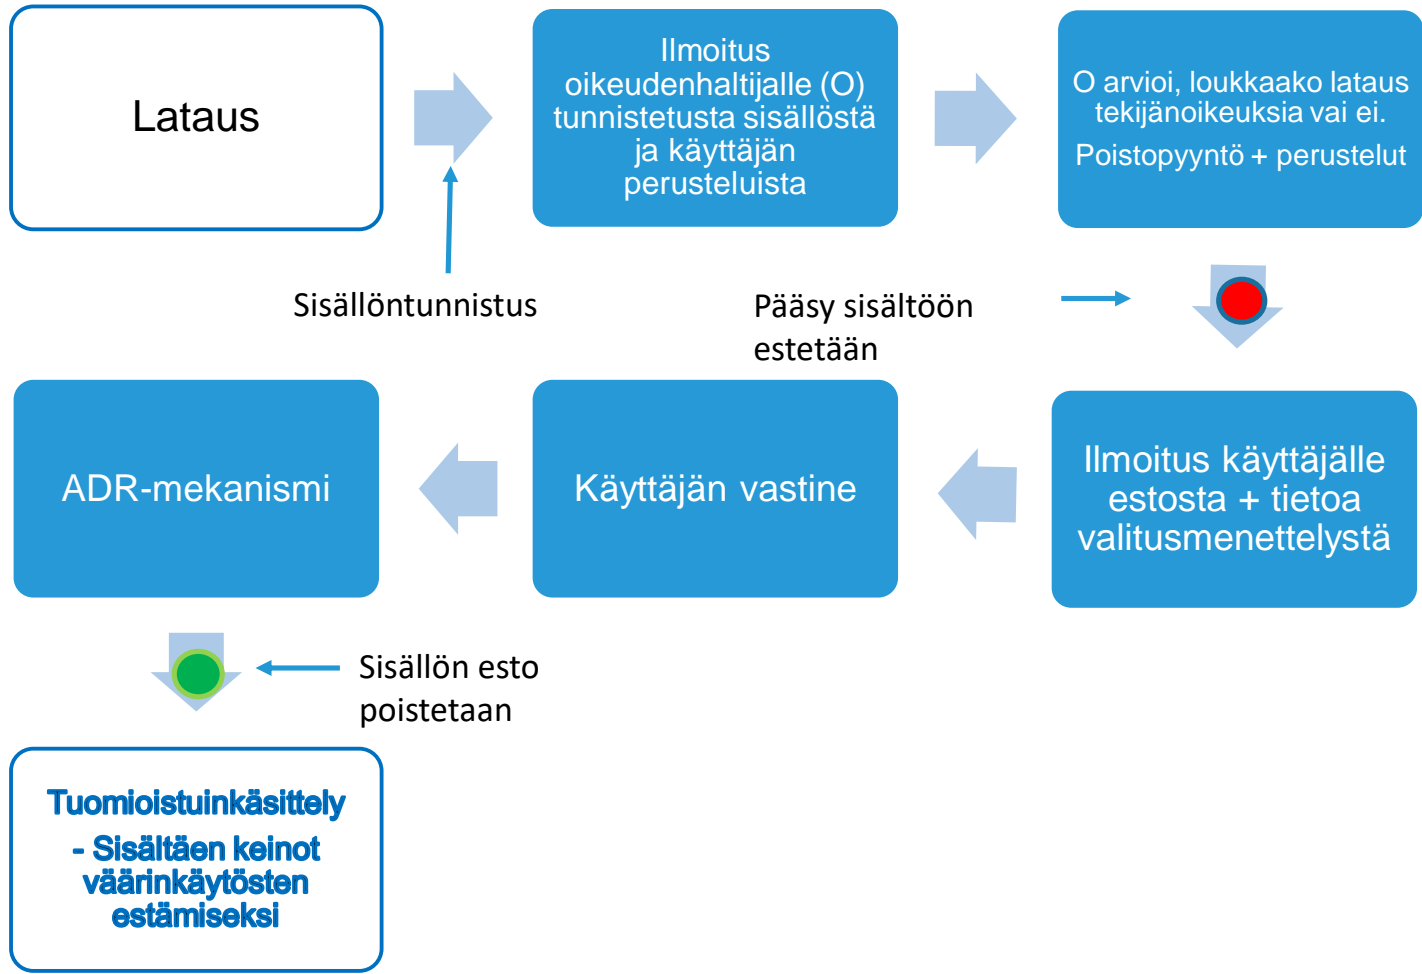 Lataus
Ilmoitus
oikeudenhaltijalle (O)
tunnistetusta sisällöstä
ja käyttäjän
perusteluista
O arvioi, loukkaako lataus
tekijänoikeuksia vai ei.
Poistopyyntö + perustelut
Sisällöntunnistus
Pääsy sisältöön
estetään
ADR-mekanismi
Käyttäjän vastine
Ilmoitus käyttäjälle
estosta + tietoa
valitusmenettelystä
Sisällön esto
poistetaan
Tuomioistuinkäsittely
- Sisältäen keinot
väärinkäytösten
estämiseksi